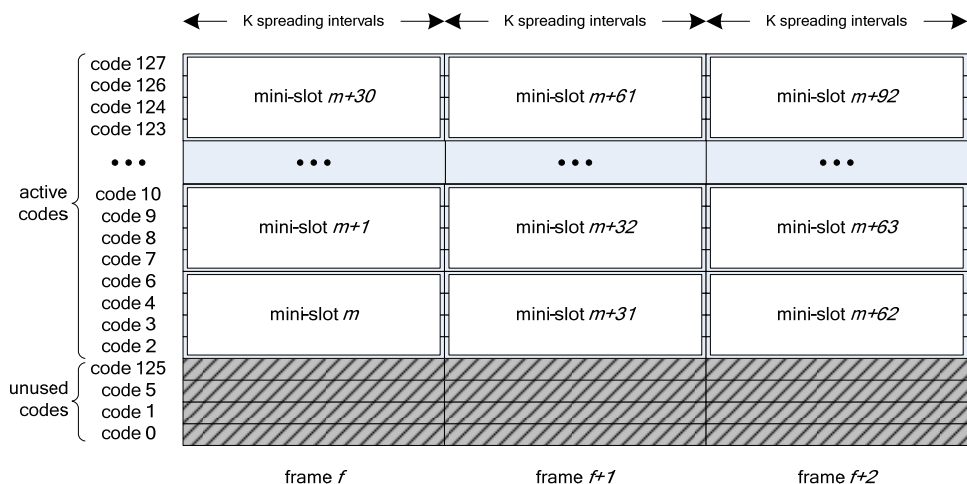 K spreading intervals K spreading intervals K spreading intervals
code 127
code 126
code 124
code 123
mini-slot m+30 mini-slot m+61 mini-slot m+92
••• ••• ••• •••
active codes
code 10
code 9
code 8
code 7
mini-slot m+1 mini-slot m+32 mini-slot m+63
code 6
code 4
code 3
code 2
mini-slot m mini-slot m+31 mini-slot m+62
unused codes
code 125
code 5
code 1
code 0
frame f frame f+1 frame f+2